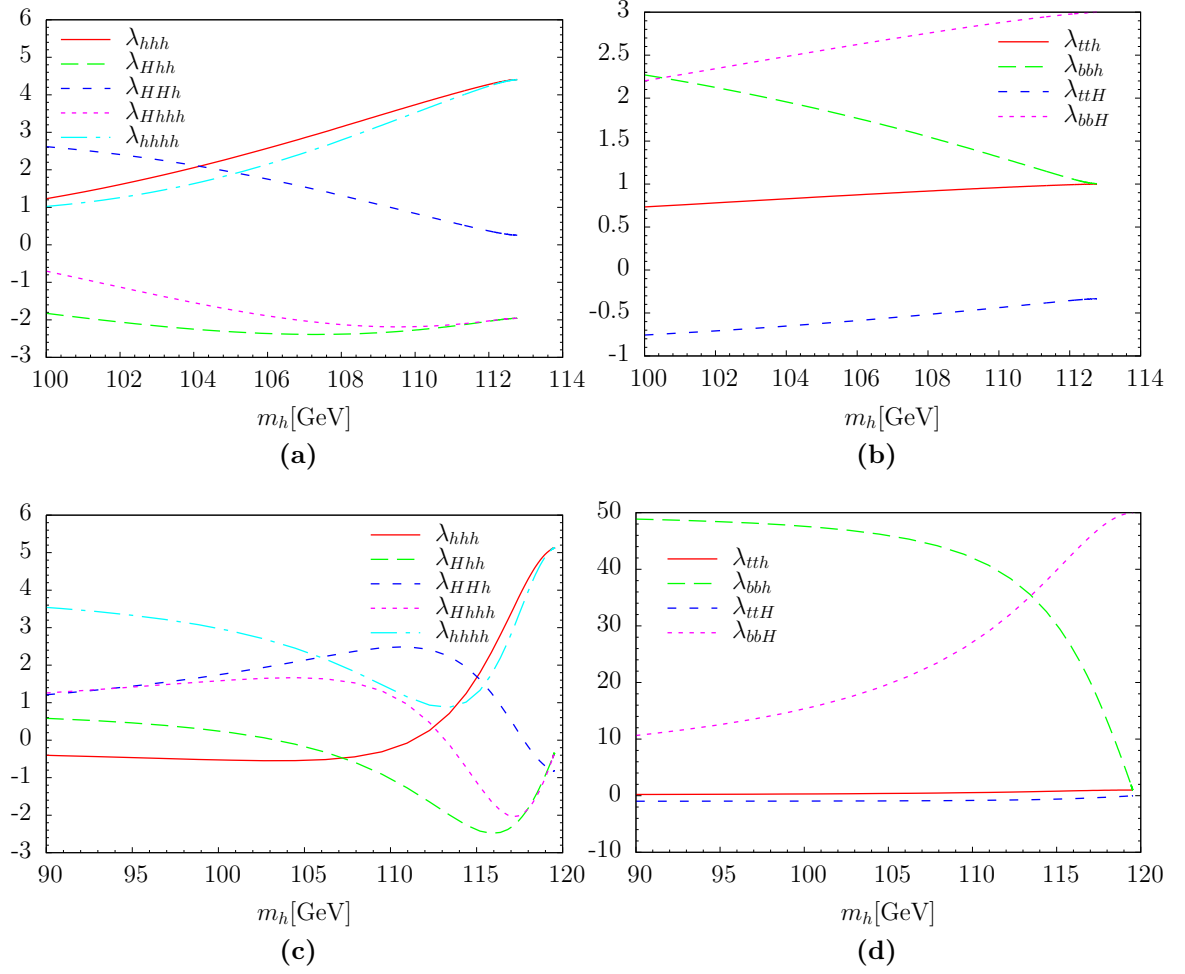 6
5
4
3
2
1
0
-1
-2
-3
λhhh
λHhh
λHHh
λHhhh
λhhhh
100 102 104 106 108 110 112 114
mh[GeV]
(a)
3
2.5
2
1.5
1
0.5
0
-0.5
-1
λtth
λbbh
λttH
λbbH
100 102 104 106 108 110 112 114
mh[GeV]
(b)
6
5
4
3
2
1
0
-1
-2
-3
λhhh
λHhh
λHHh
λHhhh
λhhhh
90 95 100 105 110 115 120
mh[GeV]
(c)
50
40
30
20
10
0
-10
λtth
λbbh
λttH
λbbH
90 95 100 105 110 115 120
mh[GeV]
(d)